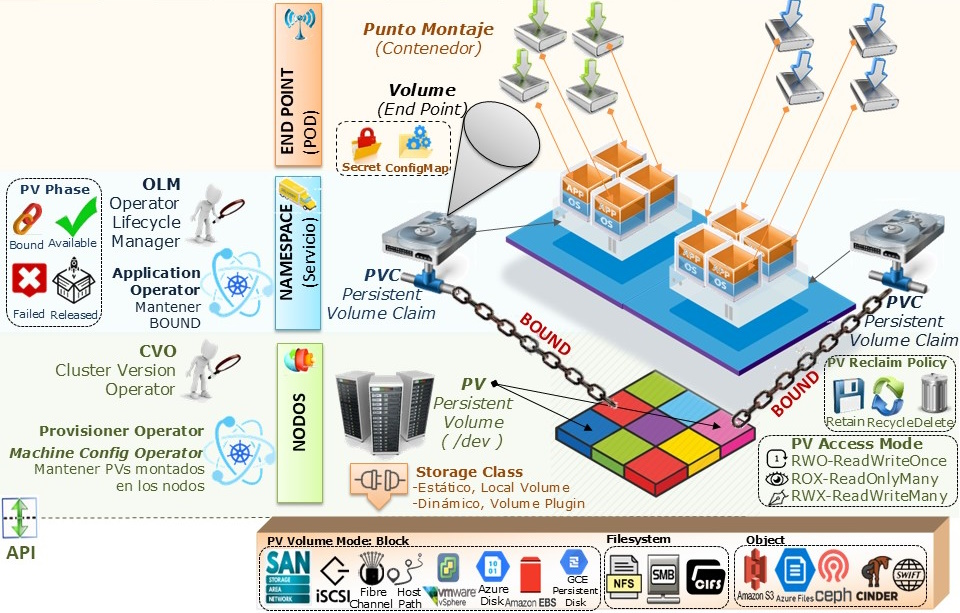 END POINT
(POD)
Punto Montaje
(Contenedor)
Volume
(End Point)
Secret
ConfigMap
APP
OS
APP
OS
APP
OS
APP
OS
PV Phase
Bound
Available
Failed
Released
OLM
Operator
Lifecycle
Manager
Application
Operator
Mantener
BOUND
NAMESPACE
(Servicio)
PVC
Persistent
Volume Claim
PVC
Persistent
Volume Claim
BOUND
BOUND
CVO
Cluster Version
Operator
Provisioner Operator
Machine Config Operator
Mantener PVs montados
en los nodos
NODOS
PV
Persistent
Volume
( /dev )
Storage Class
-Estático, Local Volume
-Dinámico, Volume Plugin
PV Reclaim Policy
Retain
Recycle
Delete
PV Access Mode
1
RWO-ReadWriteOnce
ROX-ReadOnlyMany
RWX-ReadWriteMany
API
PV Volume Mode: Block
SAN
STORAGE
AREA
NETWORK
iSCSI
Fibre
Channel
Host
Path
vmware
vSphere
10
01
Azure
Disk
Amazon EBS
GCE
Persistent
Disk
Filesystem
NFS
SMB
CIFS
Object
Amazon S3
Azure Files
ceph
CINDER
SWIFT